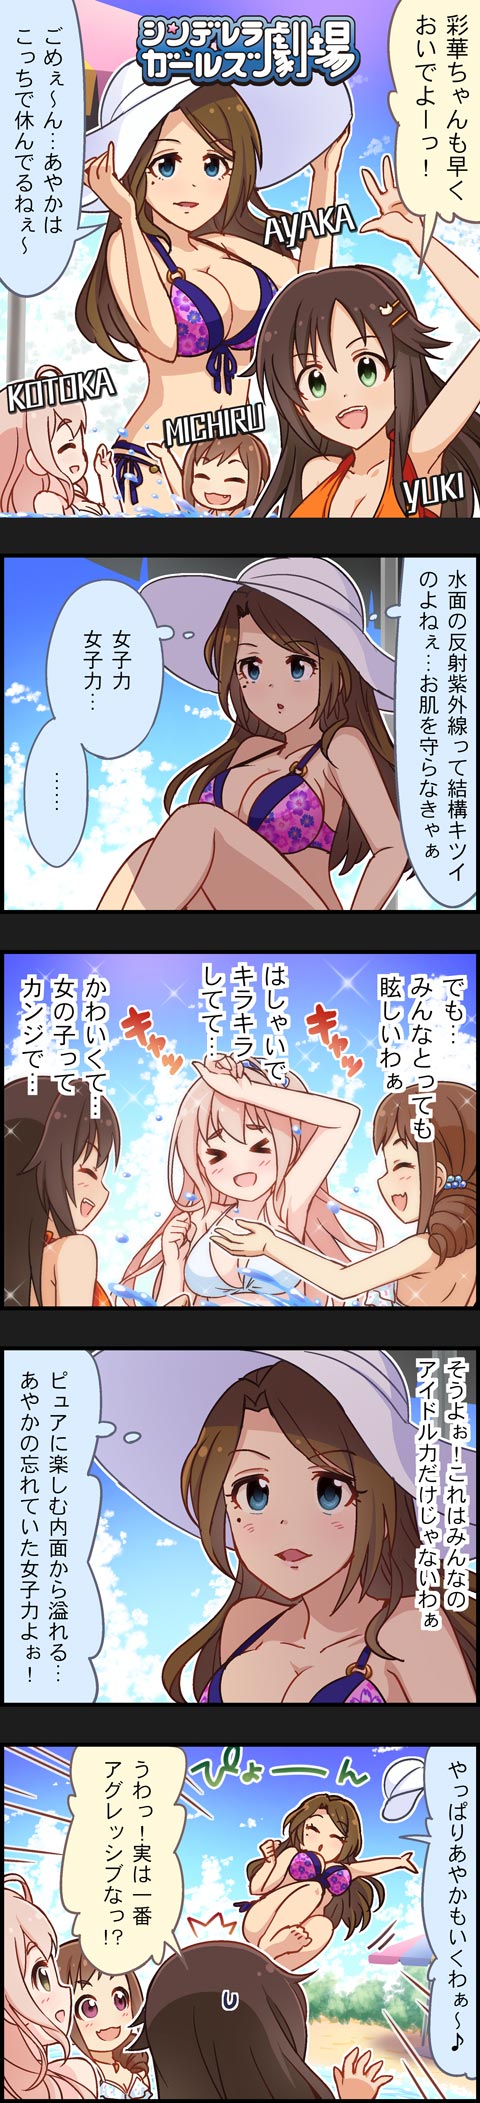 シンデレラ
ガールズ劇場
彩華ちゃんも早く
おいでよーっ！
ごめぇ～ん…あやかは
こっちで休んでるねぇ～
AYAKA
KOTOKA
MICHIRU
YUKI
水面の反射紫外線って結構キツイ
のよねぇ…お肌を守らなきゃぁ
女子力
女子力…
……
でも…
みんなとっても
眩しいわぁ
キャッ
はしゃいで
キラキラ
してて…
キャッ
かわいくて…
女の子って
カンジで…
そうよぉ！これはみんなの
アイドル力だけじゃないわぁ
ピュアに楽しむ内面から溢れる…
あやかの忘れていた女子力よぉ！
やっぱりあやかもいくわぁ～♪
ぴょーん
うわっ！実は一番
アグレッシブなっ!?